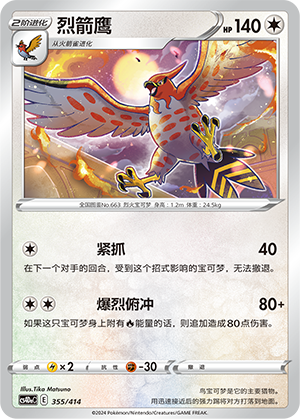 2阶进化
烈箭鹰
HP 140
从火箭雀进化
全国图鉴No.663 烈火宝可梦 身高：1.2m 体重：24.5kg
紧抓 40
在下一个对手的回合，受到这个招式影响的宝可梦，无法撤退。
爆烈俯冲 80+
如果这只宝可梦身上附有能量的话，则追加造成80点伤害。
弱点 ×2 抵抗力 -30 撤退
Illus.Tika Matsuno
E 355/414
鸟宝可梦是它的主要猎物。
用迅速接近后的强力踢将对方打落到地面。
©2024 Pokémon/Nintendo/Creatures/GAME FREAK.